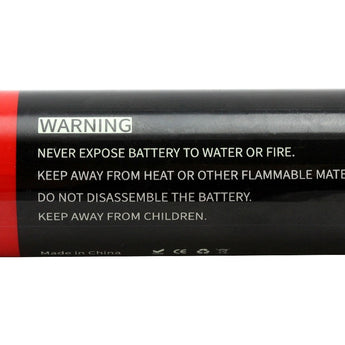 WARNING
NEVER EXPOSE BATTERY TO WATER OR FIRE.
KEEP AWAY FROM HEAT OR OTHER FLAMMABLE MATE
DO NOT DISASSEMBLE THE BATTERY.
KEEP AWAY FROM CHILDREN.
Made in China